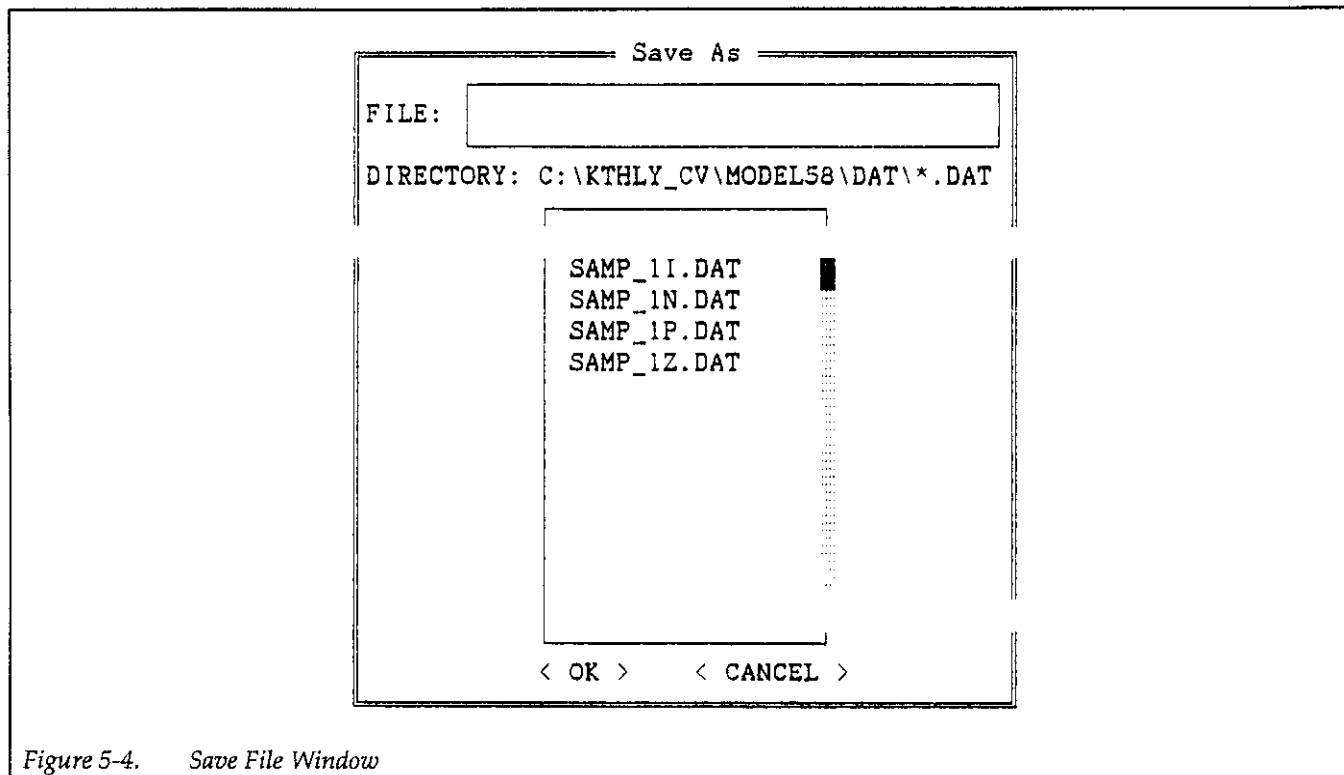 Save As
FILE:
DIRECTORY: C:\KTHLY_CV\MODEL58\DAT\*.DAT
SAMP_1I.DAT
SAMP_1N.DAT
SAMP_1P.DAT
SAMP_1Z.DAT
< OK > < CANCEL >
Figure 5-4. Save File Window